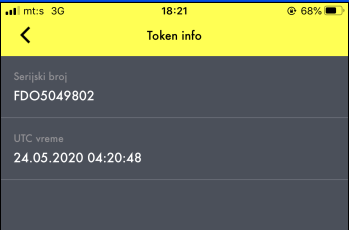 mt:s 3G 18:21 68%
Token info
Serijski broj
FDO5049802
UTC vreme
24.05.2020 04:20:48